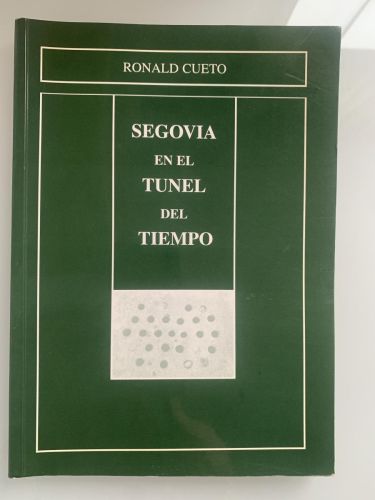 RONALD CUETO
SEGOVIA
EN EL
TUNEL
DEL
TIEMPO